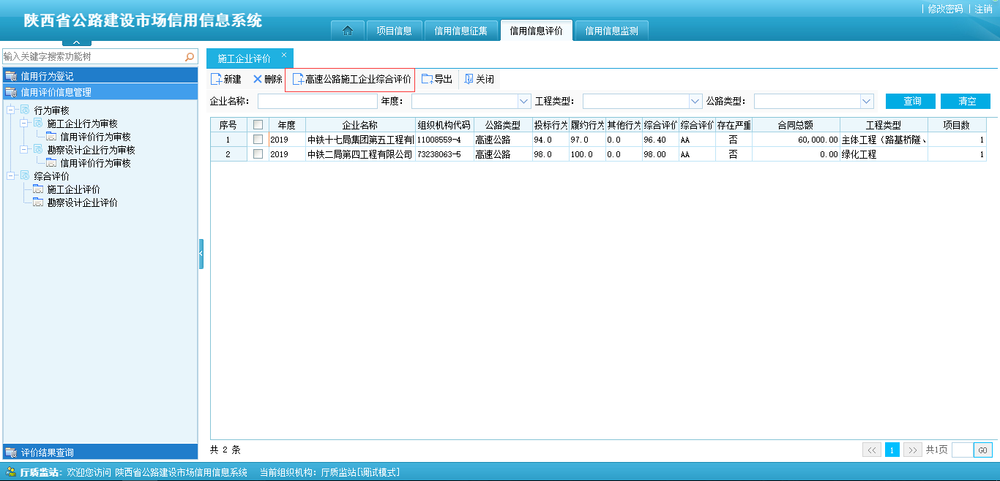 | 修改密码 | 注销
陕西省公路建设市场信用信息系统
项目信息 信用信息征集 信用信息评价 信用信息监测
输入关键字搜索功能树
信用行为登记
信用评价信息管理
行为审核
施工企业行为审核
信用评价行为审核
勘察设计企业行为审核
信用评价行为审核
综合评价
施工企业评价
勘察设计企业评价
评价结果查询
施工企业评价 ×
新建 删除 高速公路施工企业综合评价 导出 关闭
企业名称： 年度： 工程类型： 公路类型： 查询 清空
序号 年度 企业名称 组织机构代码 公路类型 投标行为 履约行为 其他行为 综合评价 综合评价 存在严重 合同总额 工程类型 项目数
1 2019 中铁十七局集团第五工程有 11008559-4 高速公路 94.0 97.0 0.0 96.40 AA 否 60,000.00 主体工程（路基桥隧、 1
2 2019 中铁二局第四工程有限公司 73238063-5 高速公路 98.0 100.0 0.0 98.00 AA 否 0.00 绿化工程 1
共 2 条 << 1 >> 共1页 GO
厅质监站： 欢迎您访问 陕西省公路建设市场信用信息系统 当前组织机构：厅质监站[调试模式]